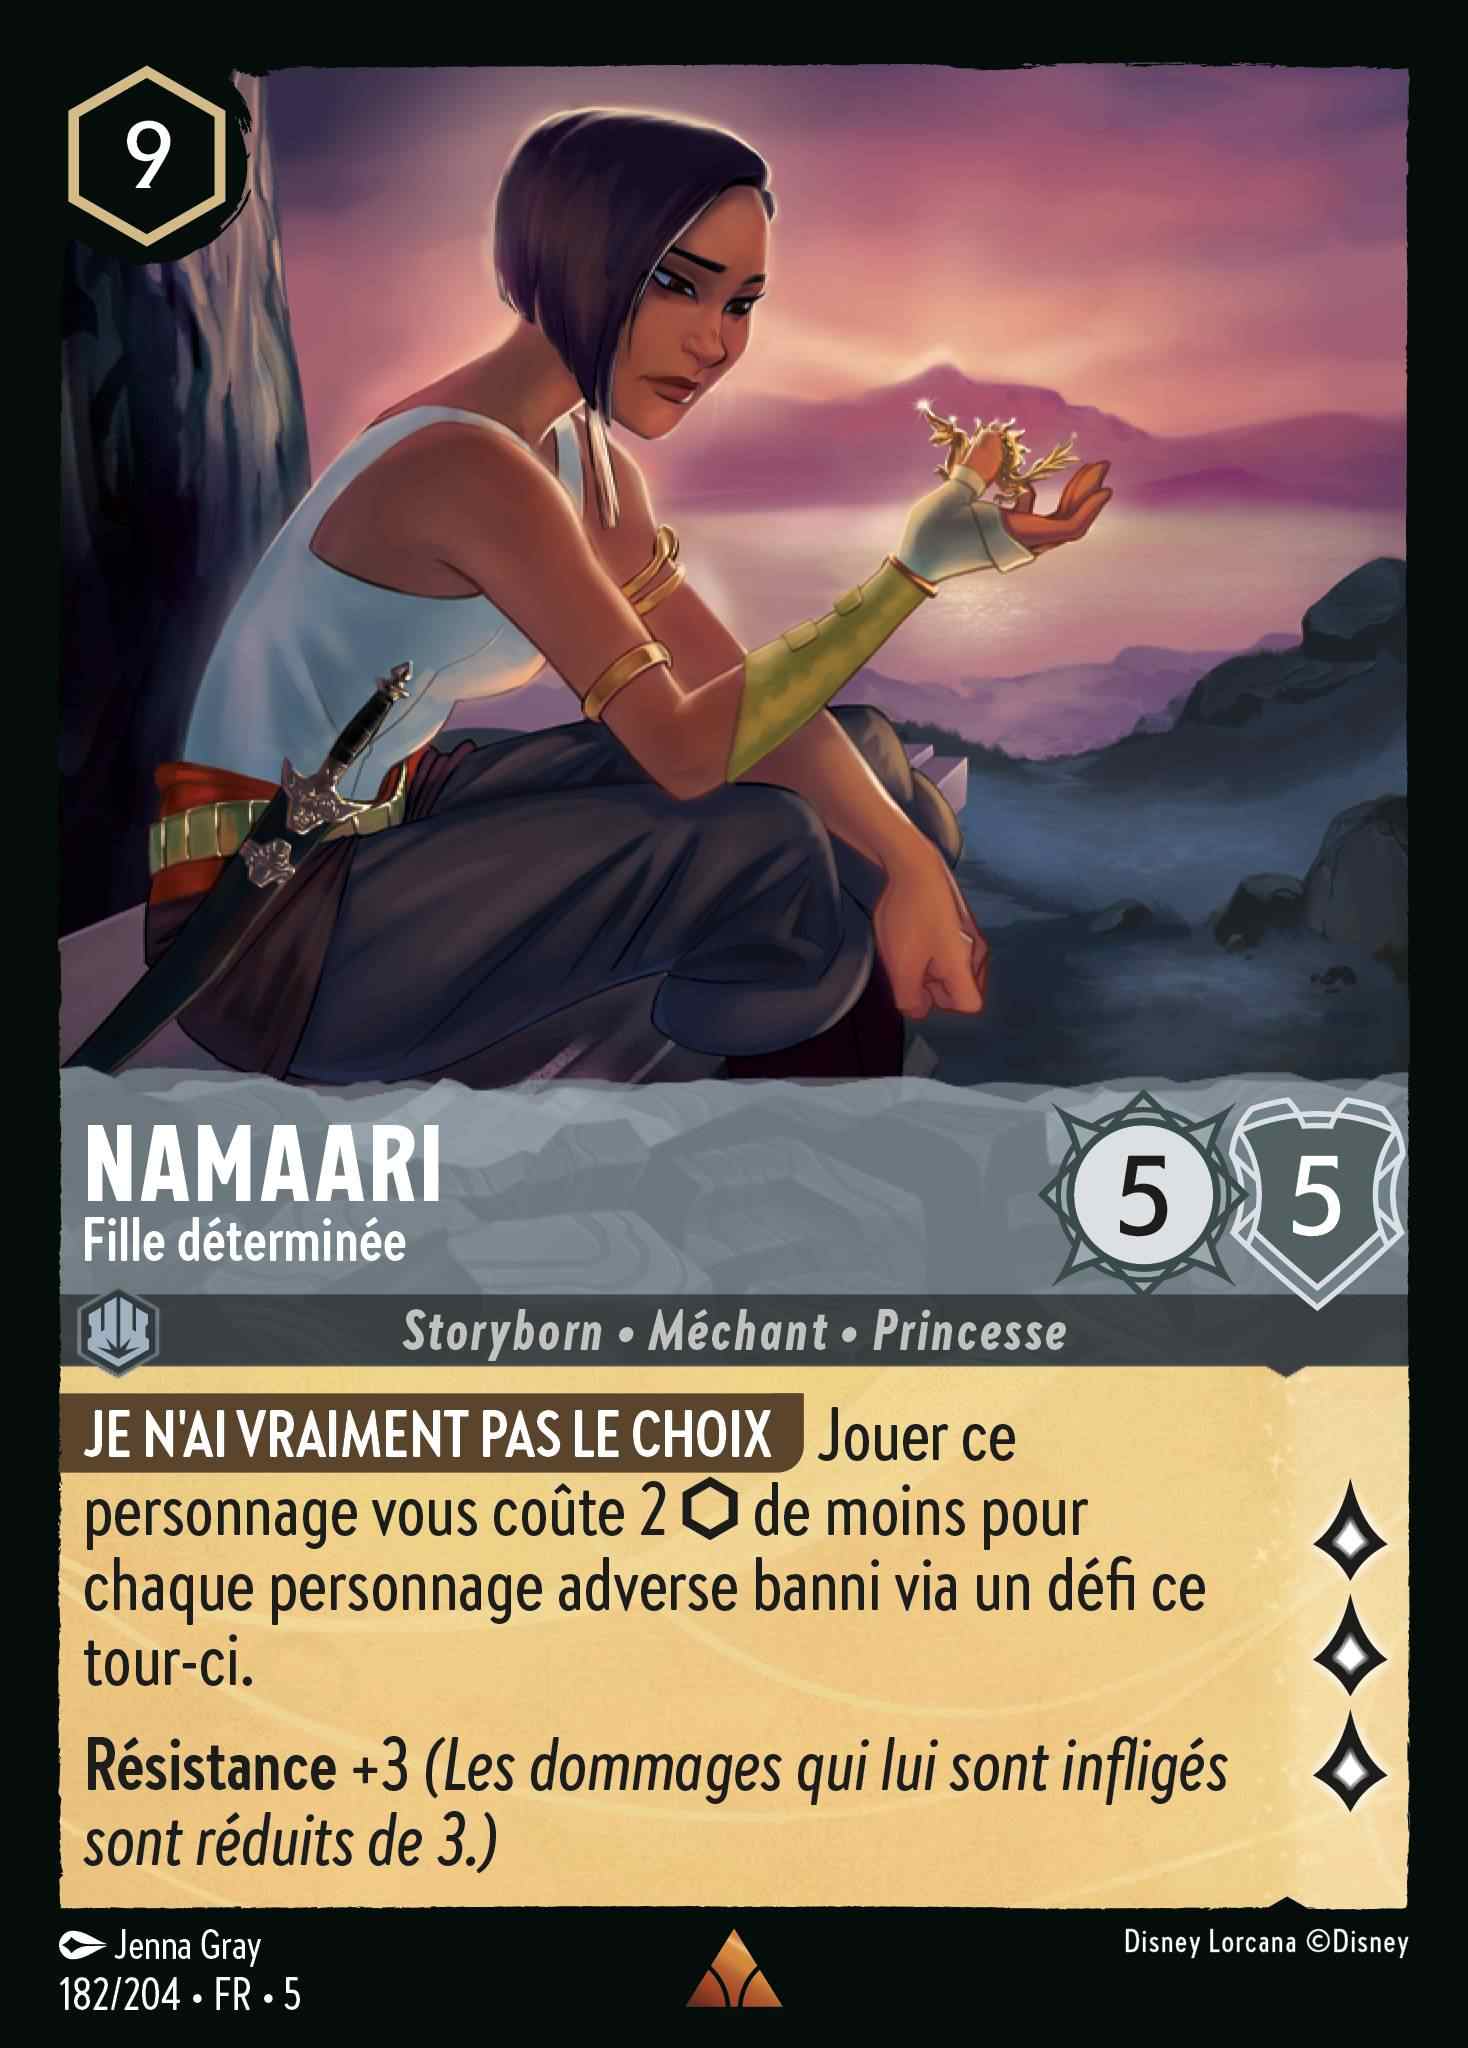 9
NAMAARI
Fille déterminée
5
5
Storyborn • Méchant • Princesse
JE N'AI VRAIMENT PAS LE CHOIX Jouer ce
personnage vous coûte 2 ⬡ de moins pour
chaque personnage adverse banni via un défi ce
tour-ci.
Résistance +3 (Les dommages qui lui sont infligés
sont réduits de 3.)
Jenna Gray
Disney Lorcana ©Disney
182/204 • FR • 5